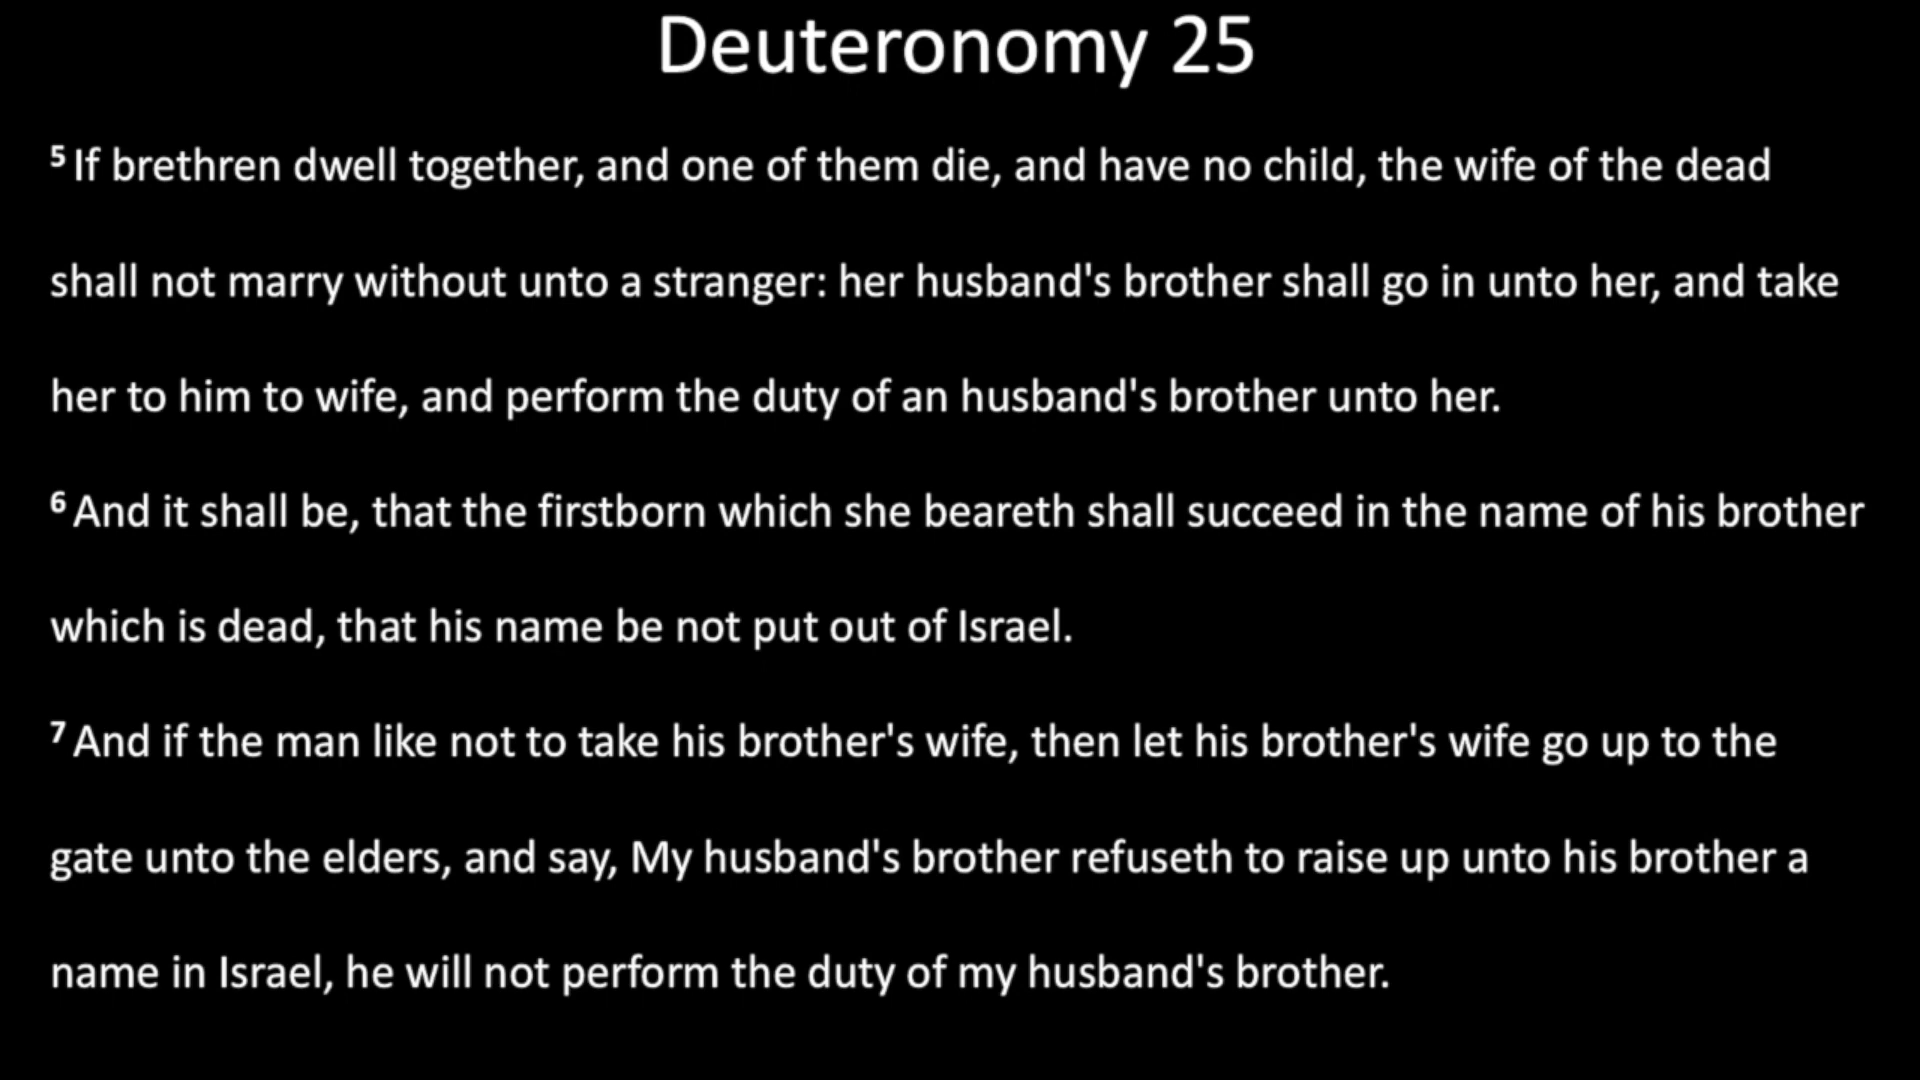 Deuteronomy 25
5 If brethren dwell together, and one of them die, and have no child, the wife of the dead
shall not marry without unto a stranger: her husband's brother shall go in unto her, and take
her to him to wife, and perform the duty of an husband's brother unto her.
6 And it shall be, that the firstborn which she beareth shall succeed in the name of his brother
which is dead, that his name be not put out of Israel.
7 And if the man like not to take his brother's wife, then let his brother's wife go up to the
gate unto the elders, and say, My husband's brother refuseth to raise up unto his brother a
name in Israel, he will not perform the duty of my husband's brother.